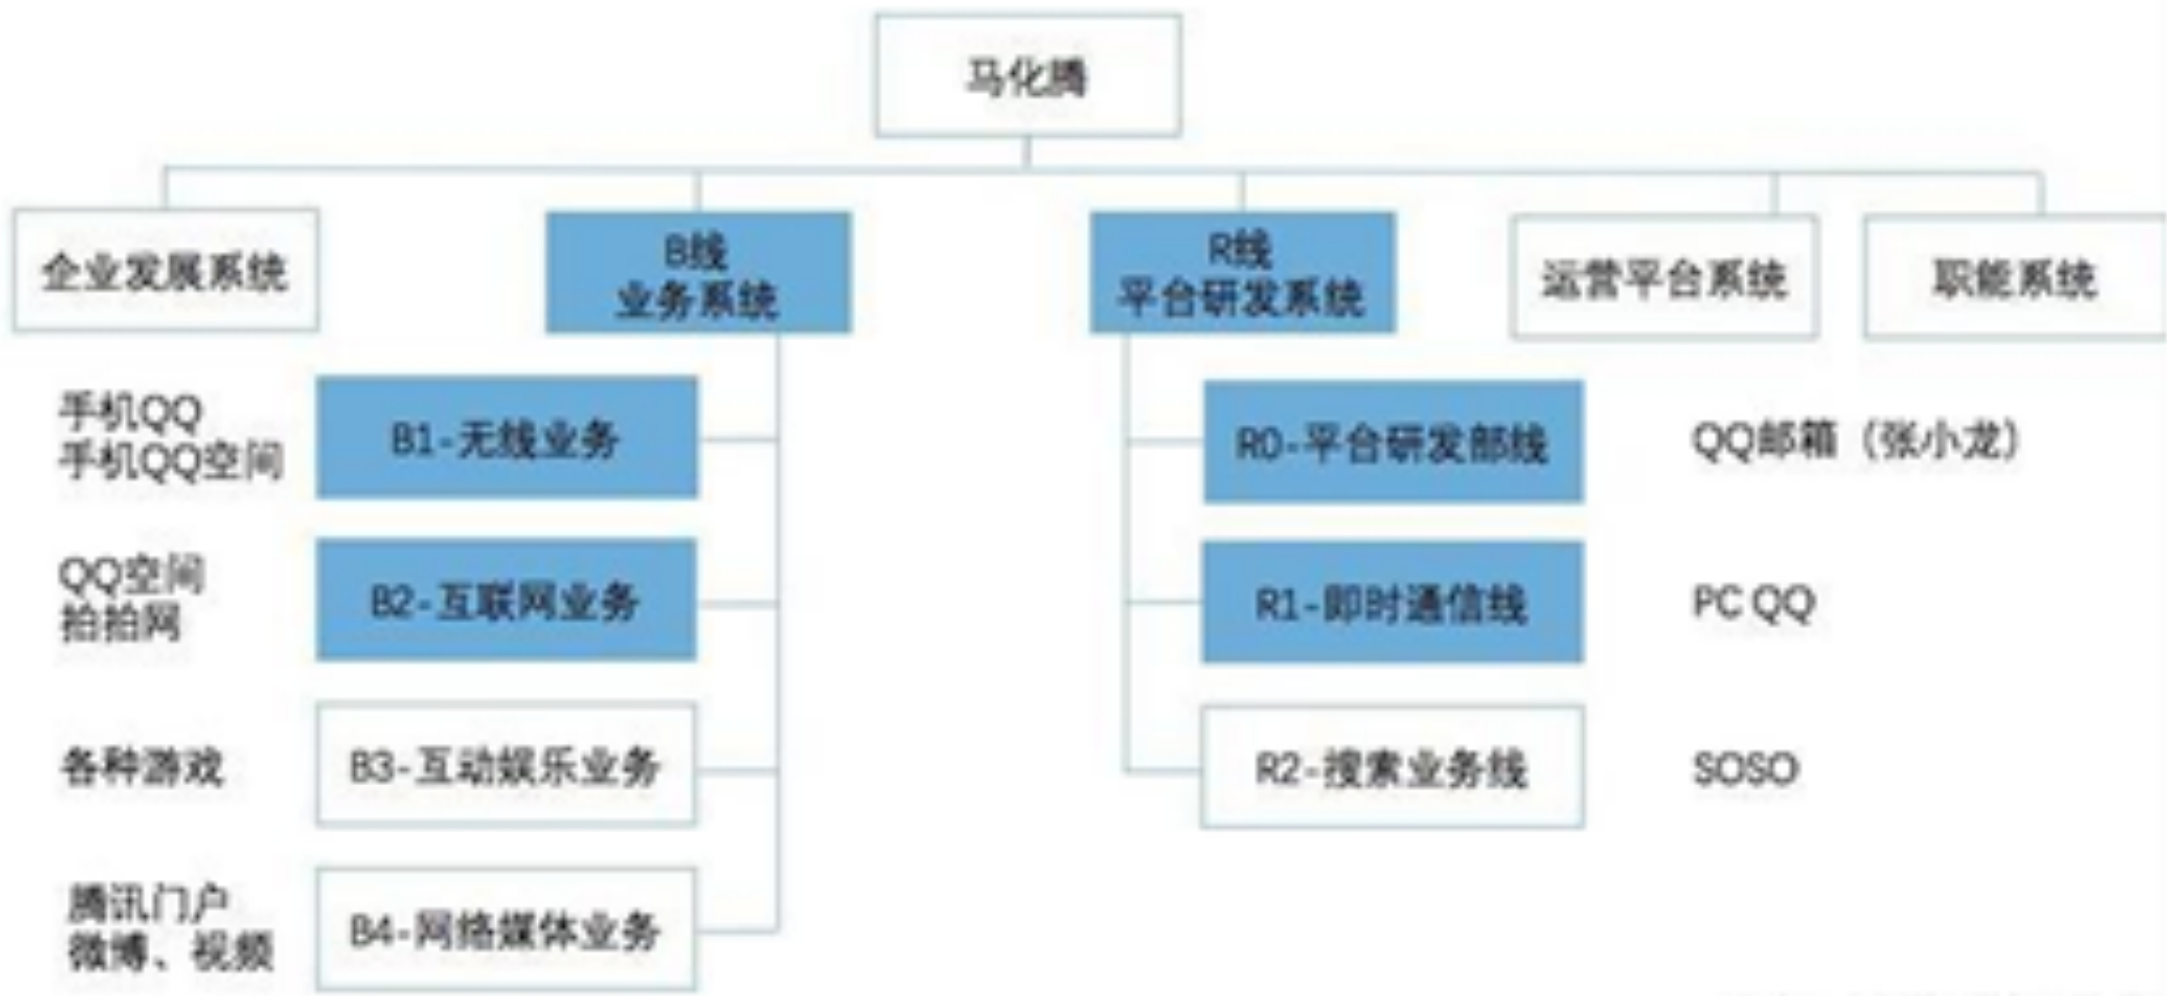 马化腾
企业发展系统
B线
业务系统
R线
平台研发系统
运营平台系统
职能系统
手机QQ
手机QQ空间
B1-无线业务
R0-平台研发部线
QQ邮箱（张小龙）
QQ空间
拍拍网
B2-互联网业务
R1-即时通信线
PC QQ
各种游戏
B3-互动娱乐业务
R2-搜索业务线
SOSO
腾讯门户
微博、视频
B4-网络媒体业务